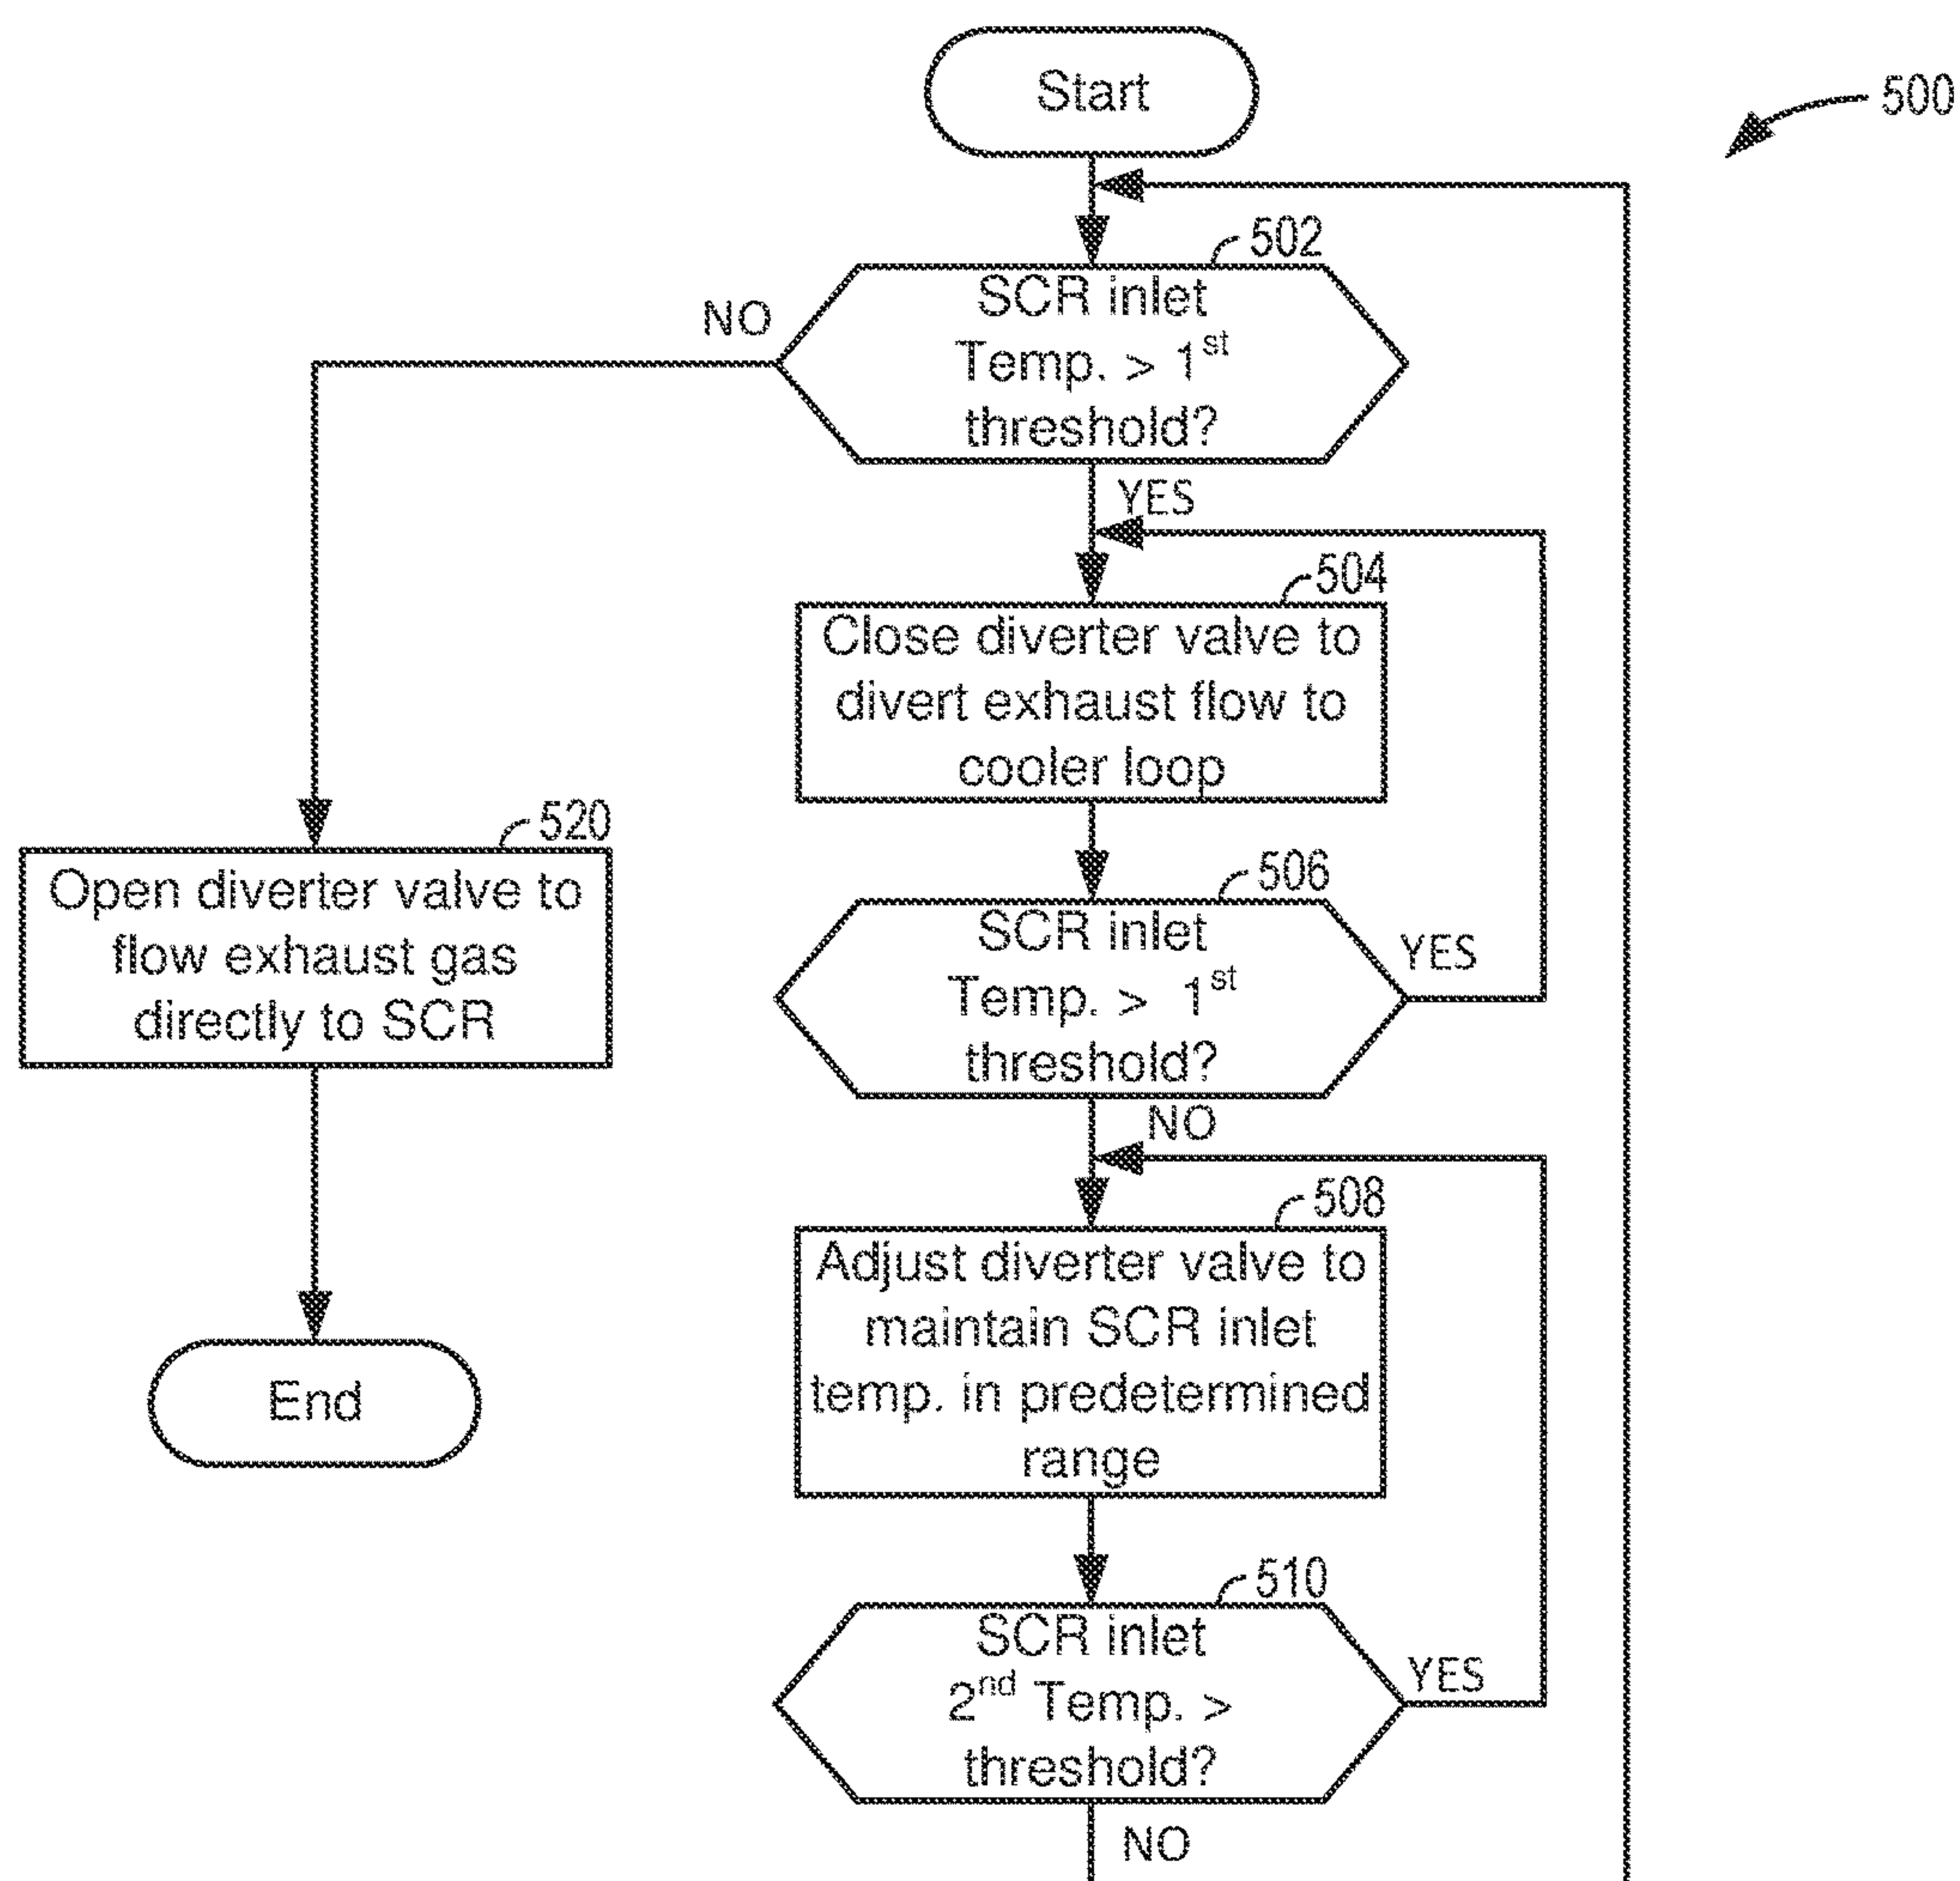 Start
500
502
SCR inlet
Temp. > 1st
threshold?
NO
YES
504
Close diverter valve to
divert exhaust flow to
cooler loop
520
Open diverter valve to
flow exhaust gas
directly to SCR
506
SCR inlet
Temp. > 1st
threshold?
YES
NO
508
Adjust diverter valve to
maintain SCR inlet
temp. in predetermined
range
End
510
SCR inlet
2nd Temp. >
threshold?
YES
NO